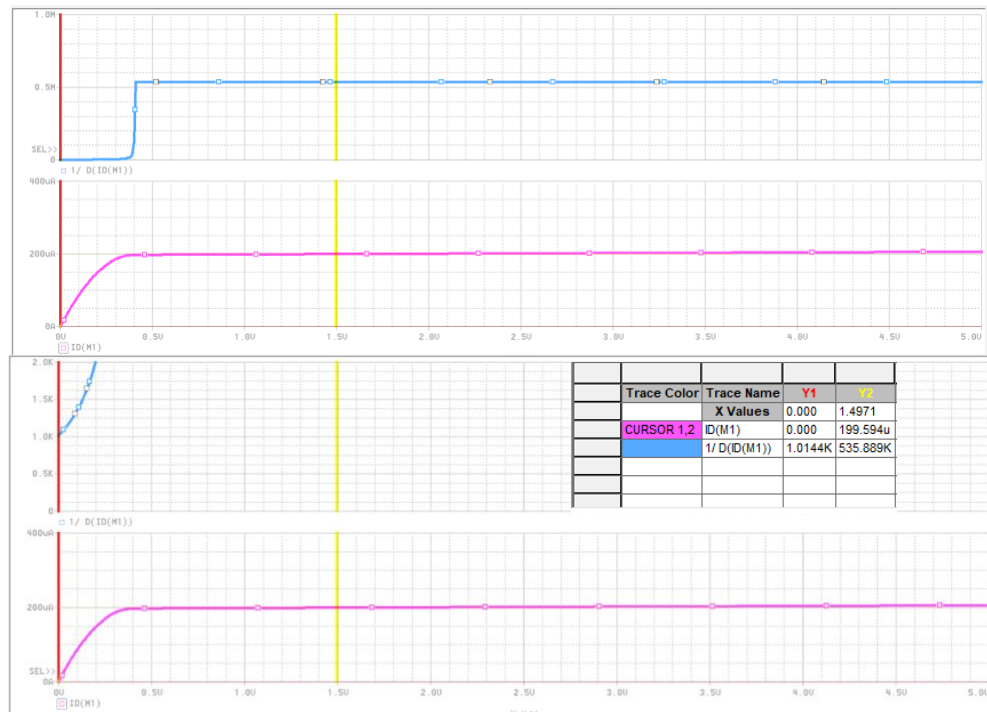 1.0M
0.5M
SEL>>
0
1/ D(ID(M1))
400uA
200uA
0A
0V 0.5V 1.0V 1.5V 2.0V 2.5V 3.0V 3.5V 4.0V 4.5V 5.0V
ID(M1)
2.0K
1.5K
1.0K
0.5K
0
1/ D(ID(M1))
Trace Color Trace Name Y1 Y2
X Values 0.000 1.4971
CURSOR 1,2 ID(M1) 0.000 199.594u
1/ D(ID(M1)) 1.0144K 535.889K
400uA
200uA
SEL>>
0A
0V 0.5V 1.0V 1.5V 2.0V 2.5V 3.0V 3.5V 4.0V 4.5V 5.0
ID(M1)